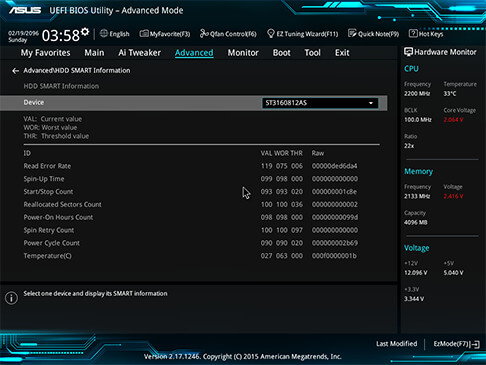 ASUS UEFI BIOS Utility – Advanced Mode
02/19/2096 Sunday 03:58 English MyFavorite(F3) Qfan Control(F6) EZ Tuning Wizard(F11) Quick Note(F9) Hot Keys
My Favorites Main Ai Tweaker Advanced Monitor Boot Tool Exit
Hardware Monitor
Advanced\HDD SMART Information
HDD SMART Information
Device ST3160812AS
VAL: Current value
WOR: Worst value
THR: Threshold value
ID VAL WOR THR Raw
Read Error Rate 119 075 006 00000ded6da4
Spin-Up Time 099 098 000 000000000000
Start/Stop Count 093 093 020 000000001c8e
Reallocated Sectors Count 100 100 036 000000000002
Power-On Hours Count 098 098 000 00000000099d
Spin Retry Count 100 100 097 000000000000
Power Cycle Count 090 090 020 000000002b69
Temperature(C) 027 063 000 000f0000001b
CPU
Frequency Temperature
2200 MHz 33°C
BCLK Core Voltage
100.0 MHz 2.064 V
Ratio
22x
Memory
Frequency Voltage
2133 MHz 2.416 V
Capacity
4096 MB
Voltage
+12V +5V
12.096 V 5.040 V
+3.3V
3.344 V
Select one device and display its SMART information
Last Modified EzMode(F7)
Version 2.17.1246. Copyright (C) 2015 American Megatrends, Inc.